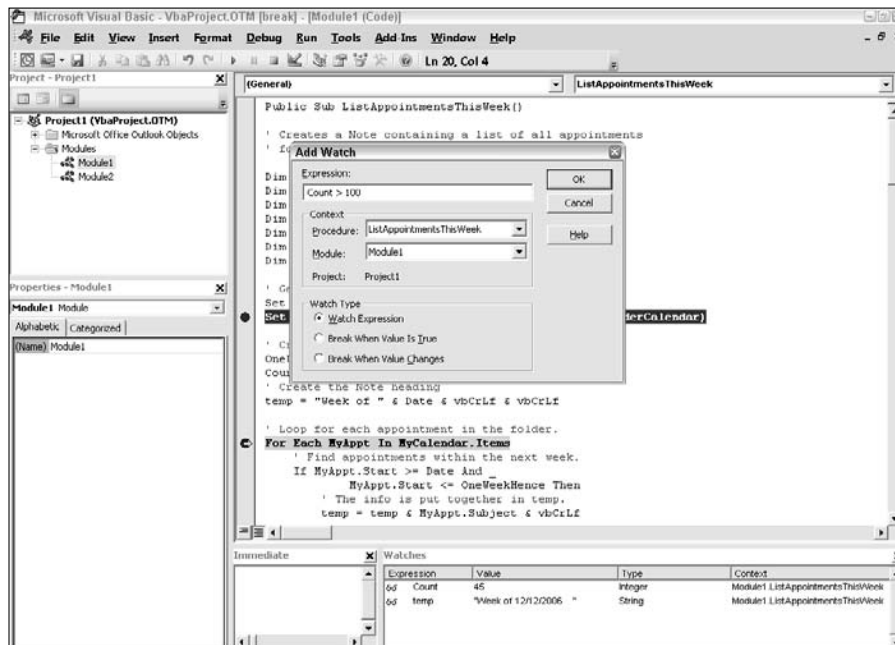 Microsoft Visual Basic - VbaProject.OTM [break] - [Module1 (Code)]
File Edit View Insert Format Debug Run Tools Add-Ins Window Help
Ln 20, Col 4
Project - Project1
Project1 (VbaProject.OTM)
Microsoft Office Outlook Objects
Modules
Module1
Module2
Properties - Module1
Module1 Module
Alphabetic Categorized
(Name) Module1
(General) ListAppointmentsThisWeek
Public Sub ListAppointmentsThisWeek()
' Creates a Note containing a list of all appointments
' fo
Dim
Dim
Dim
Dim
Dim
Dim
Dim
' Ge
Set
Set derCalendar)
' Cr
OneW
Coun
' Create the Note heading
temp = "Week of " & Date & vbCrLf & vbCrLf
' Loop for each appointment in the folder.
For Each MyAppt In MyCalendar.Items
' Find appointments within the next week.
If MyAppt.Start >= Date And _
MyAppt.Start <= OneWeekHence Then
' The info is put together in temp.
temp = temp & MyAppt.Subject & vbCrLf
Add Watch
Expression:
Count > 100
Context
Procedure: ListAppointmentsThisWeek
Module: Module1
Project: Project1
Watch Type
Watch Expression
Break When Value Is True
Break When Value Changes
OK
Cancel
Help
Immediate
Watches
Expression Value Type Context
Count 45 Integer Module1.ListAppointmentsThisWeek
temp "Week of 12/12/2006 " String Module1.ListAppointmentsThisWeek